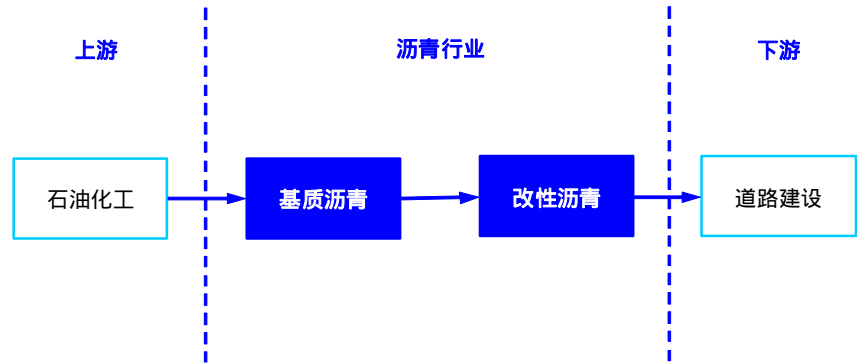 上游
沥青行业
下游
石油化工
基质沥青
改性沥青
道路建设